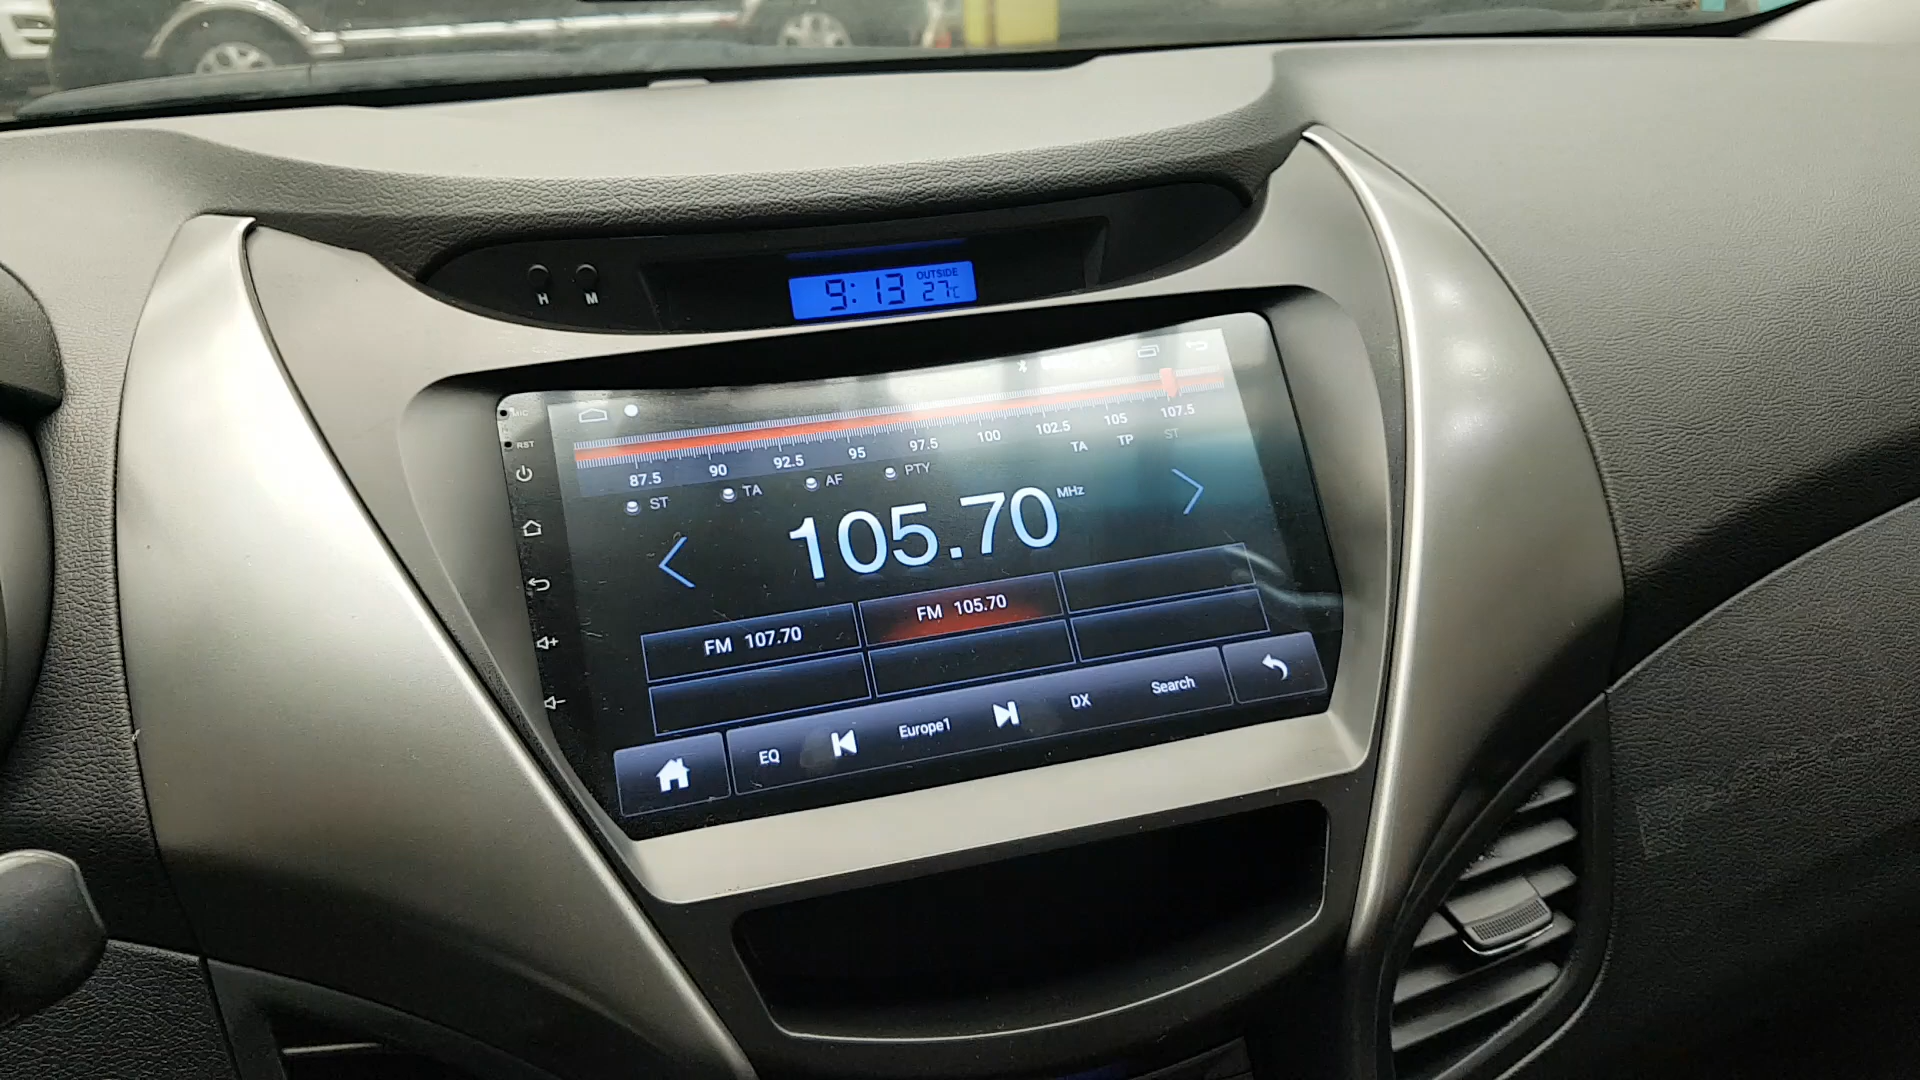 OUTSIDE
9:13 27℃
H M
MIC
RST
87.5 90 92.5 95 97.5 100 102.5 105 107.5
ST TA AF PTY TA TP ST
105.70 MHz
FM 107.70 FM 105.70
EQ Europe1 DX Search